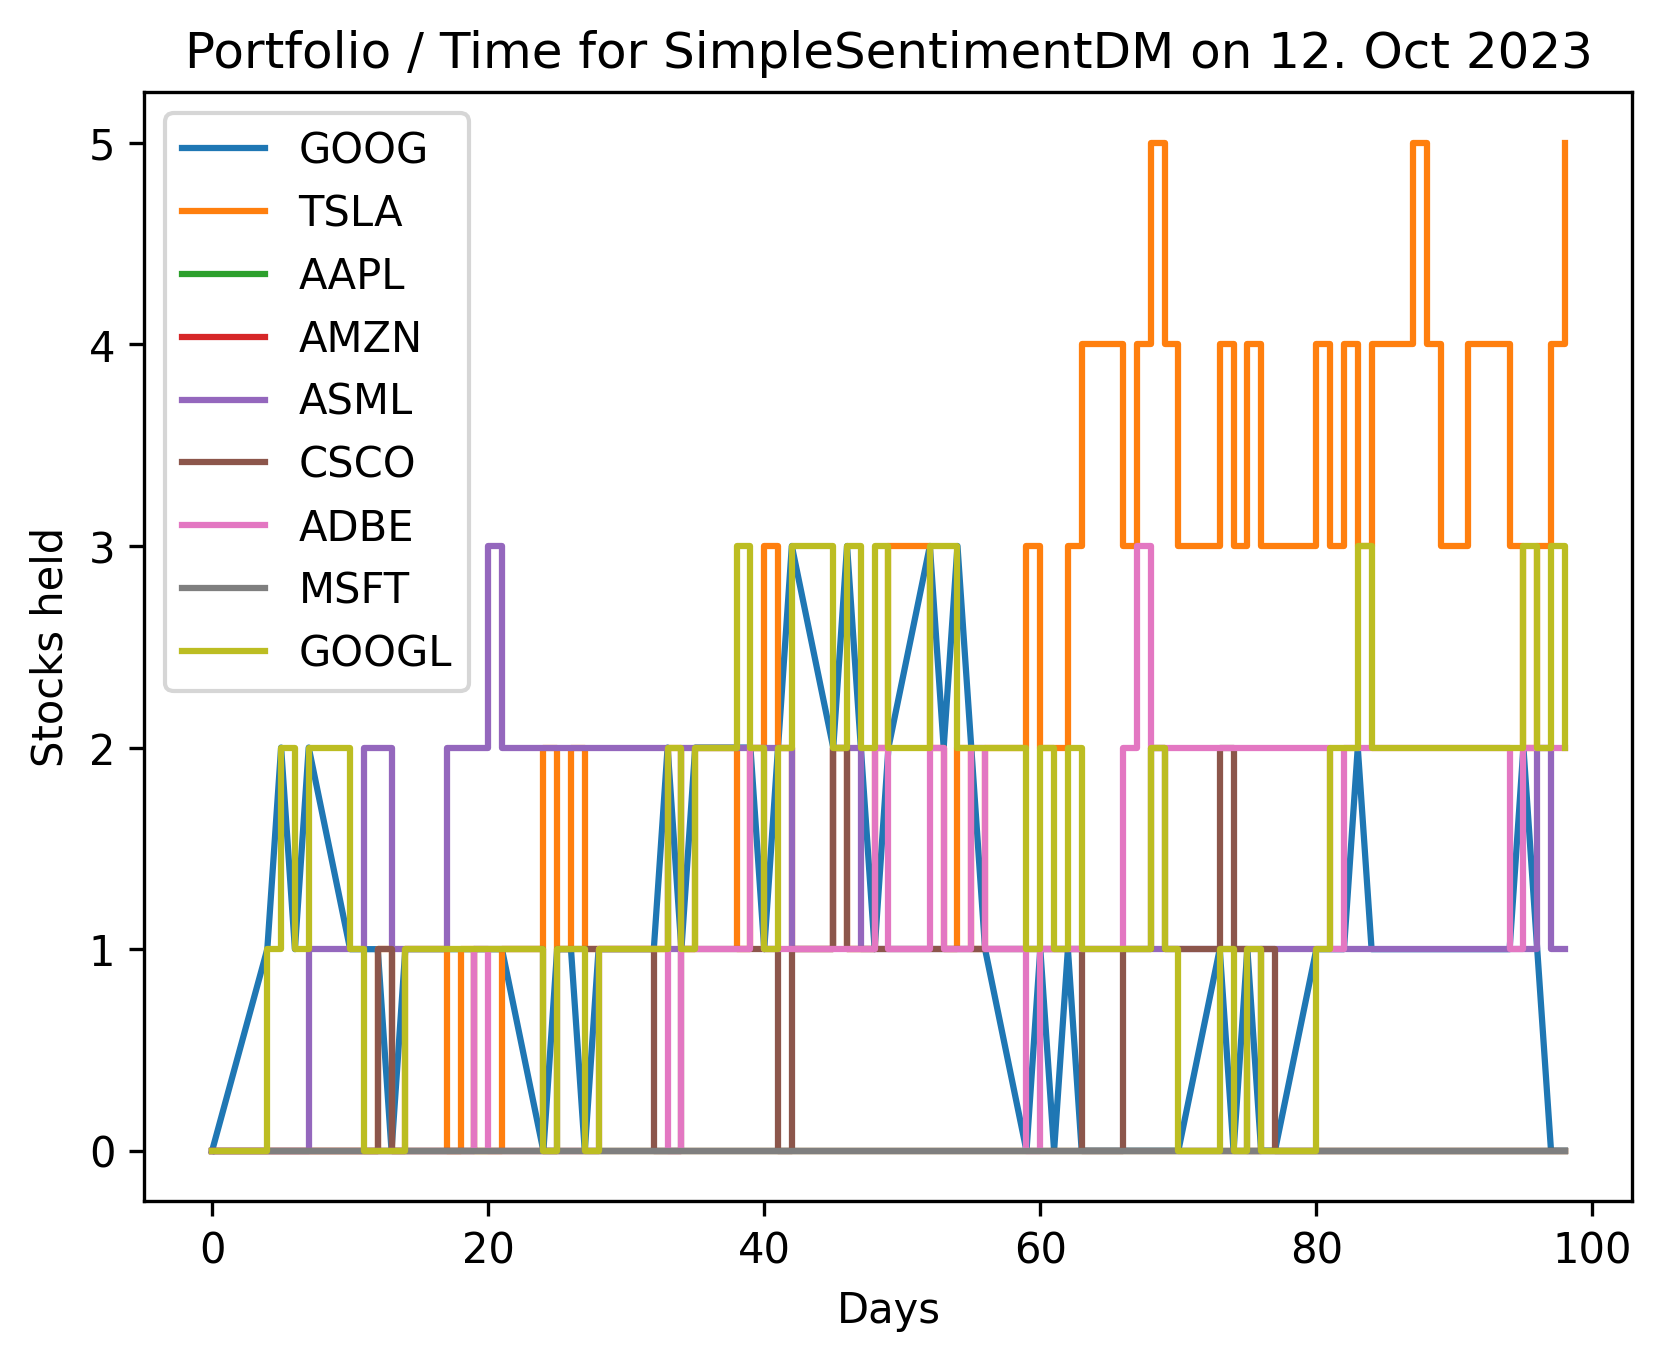 Portfolio / Time for SimpleSentimentDM on 12. Oct 2023
GOOG
TSLA
AAPL
AMZN
ASML
CSCO
ADBE
MSFT
GOOGL
Stocks held
5
4
3
2
1
0
0 20 40 60 80 100
Days